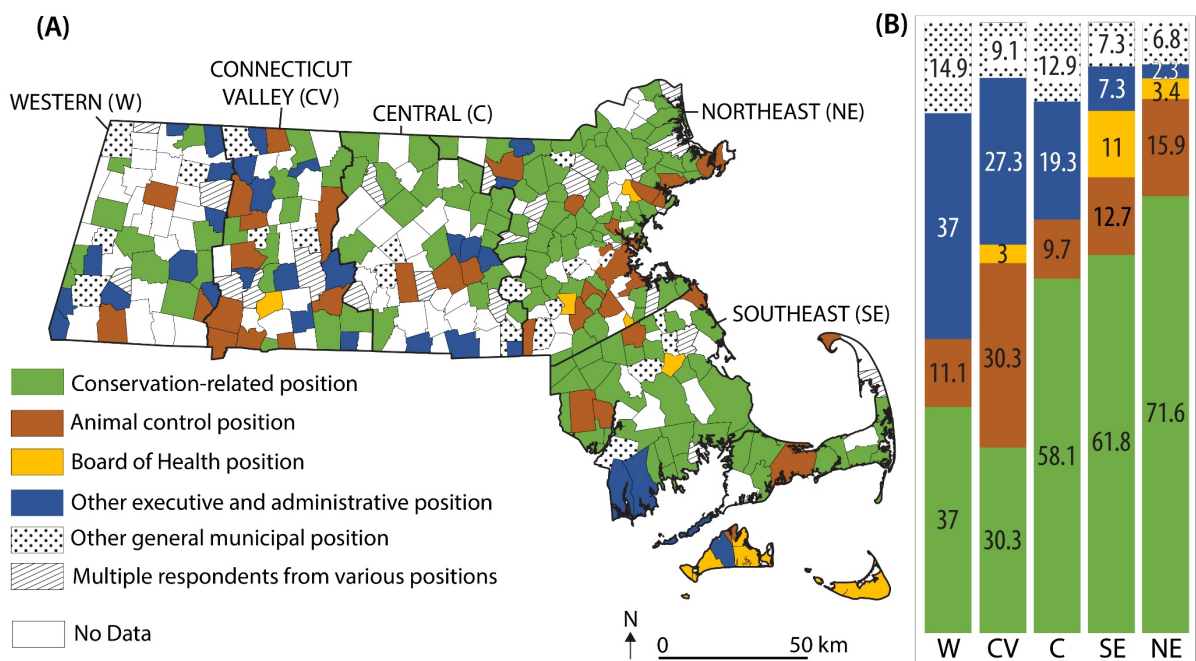 (A)
WESTERN (W)
CONNECTICUT
VALLEY (CV)
CENTRAL (C)
NORTHEAST (NE)
SOUTHEAST (SE)
Conservation-related position
Animal control position
Board of Health position
Other executive and administrative position
Other general municipal position
Multiple respondents from various positions
No Data
N
0 50 km
(B)
14.9 9.1 12.9 7.3 6.8
37 27.3 19.3 7.3 2.3
3 11 3.4
11.1 30.3 9.7 12.7 15.9
37 30.3 58.1 61.8 71.6
W CV C SE NE